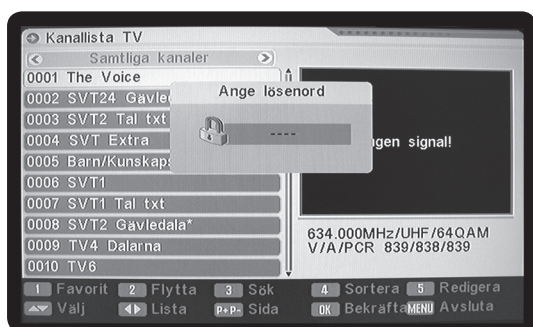 Kanallista TV
Samtliga kanaler
0001 The Voice
0002 SVT24 Gävle
0003 SVT2 Tal txt
0004 SVT Extra
0005 Barn/Kunskap
0006 SVT1
0007 SVT1 Tal txt
0008 SVT2 Gävledala*
0009 TV4 Dalarna
0010 TV6
Ange lösenord
----
ngen signal!
634.000MHz/UHF/64QAM
V/A/PCR 839/838/839
1 Favorit 2 Flytta 3 Sök 4 Sortera 5 Redigera
Välj Lista P+P- Sida OK Bekräfta MENU Avsluta